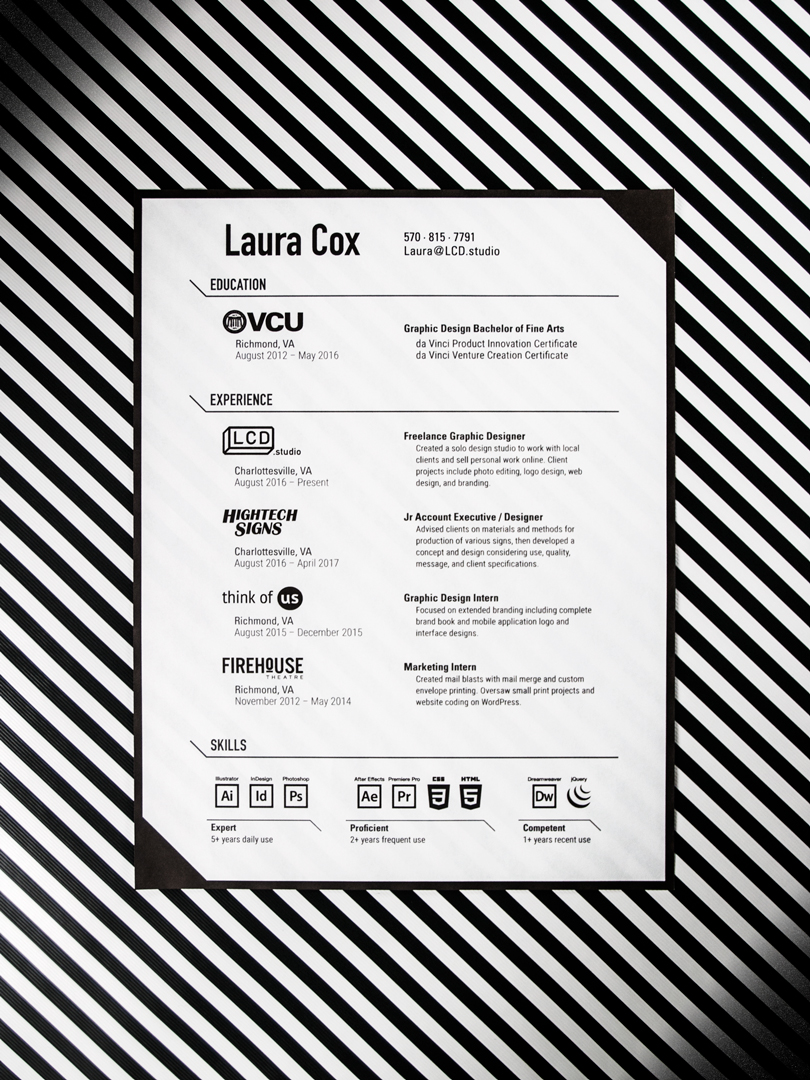 Laura Cox
570 · 815 · 7791
Laura@LCD.studio
EDUCATION
VCU
Richmond, VA
August 2012 – May 2016
Graphic Design Bachelor of Fine Arts
da Vinci Product Innovation Certificate
da Vinci Venture Creation Certificate
EXPERIENCE
LCD.studio
Charlottesville, VA
August 2016 – Present
Freelance Graphic Designer
Created a solo design studio to work with local
clients and sell personal work online. Client
projects include photo editing, logo design, web
design, and branding.
HIGHTECH
SIGNS
Charlottesville, VA
August 2016 – April 2017
Jr Account Executive / Designer
Advised clients on materials and methods for
production of various signs, then developed a
concept and design considering use, quality,
message, and client specifications.
think of us
Richmond, VA
August 2015 – December 2015
Graphic Design Intern
Focused on extended branding including complete
brand book and mobile application logo and
interface designs.
FIREHOUSE
THEATRE
Richmond, VA
November 2012 – May 2014
Marketing Intern
Created mail blasts with mail merge and custom
envelope printing. Oversaw small print projects and
website coding on WordPress.
SKILLS
Illustrator InDesign Photoshop
Ai Id Ps
Expert
5+ years daily use
After Effects Premiere Pro CSS HTML
Ae Pr 3 5
Proficient
2+ years frequent use
Dreamweaver jQuery
Dw
Competent
1+ years recent use